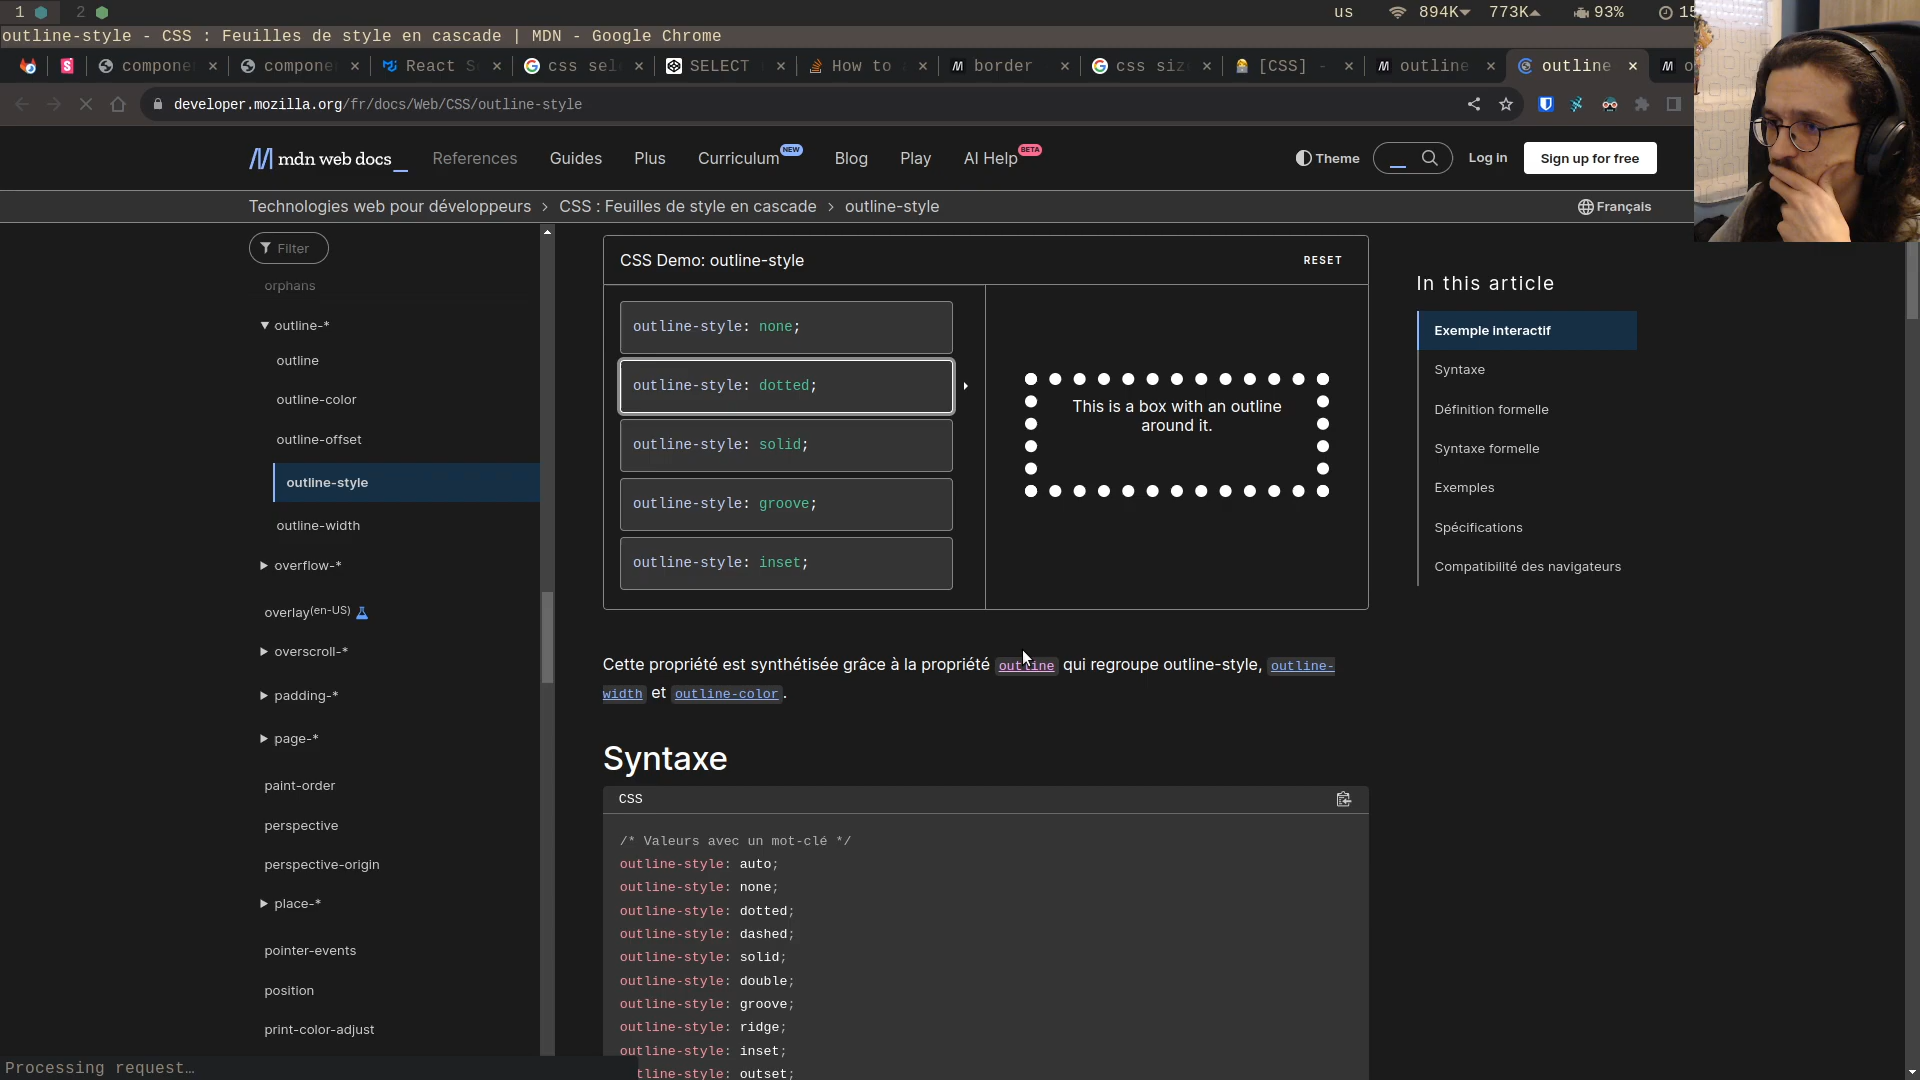 1 2 us 894K 773K 93% 15
outline-style - CSS : Feuilles de style en cascade | MDN - Google Chrome
compone × compone × React S × css sel × SELECT × How to × border × css siz × [CSS] - × outline × outline × o
developer.mozilla.org/fr/docs/Web/CSS/outline-style
mdn web docs_ References Guides Plus Curriculum NEW Blog Play AI Help BETA Theme Log in Sign up for free
Technologies web pour développeurs > CSS : Feuilles de style en cascade > outline-style Français
Filter
orphans
outline-*
outline
outline-color
outline-offset
outline-style
outline-width
overflow-*
overlay(en-US)
overscroll-*
padding-*
page-*
paint-order
perspective
perspective-origin
place-*
pointer-events
position
print-color-adjust
CSS Demo: outline-style RESET
outline-style: none;
outline-style: dotted;
outline-style: solid;
outline-style: groove;
outline-style: inset;
This is a box with an outline
around it.
Cette propriété est synthétisée grâce à la propriété outline qui regroupe outline-style, outline-
width et outline-color.
Syntaxe
CSS
/* Valeurs avec un mot-clé */
outline-style: auto;
outline-style: none;
outline-style: dotted;
outline-style: dashed;
outline-style: solid;
outline-style: double;
outline-style: groove;
outline-style: ridge;
outline-style: inset;
tline-style: outset;
In this article
Exemple interactif
Syntaxe
Définition formelle
Syntaxe formelle
Exemples
Spécifications
Compatibilité des navigateurs
Processing request…